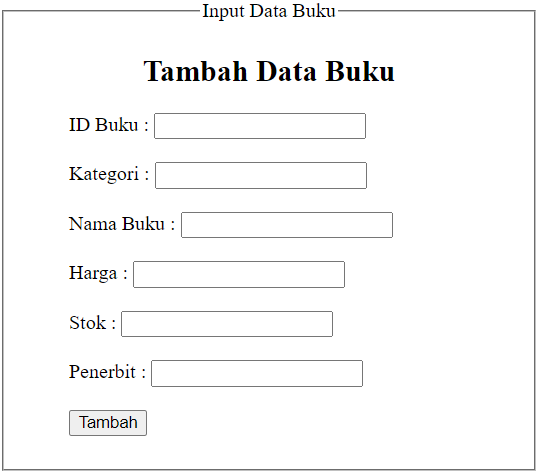 Input Data Buku
Tambah Data Buku
ID Buku :
Kategori :
Nama Buku :
Harga :
Stok :
Penerbit :
Tambah